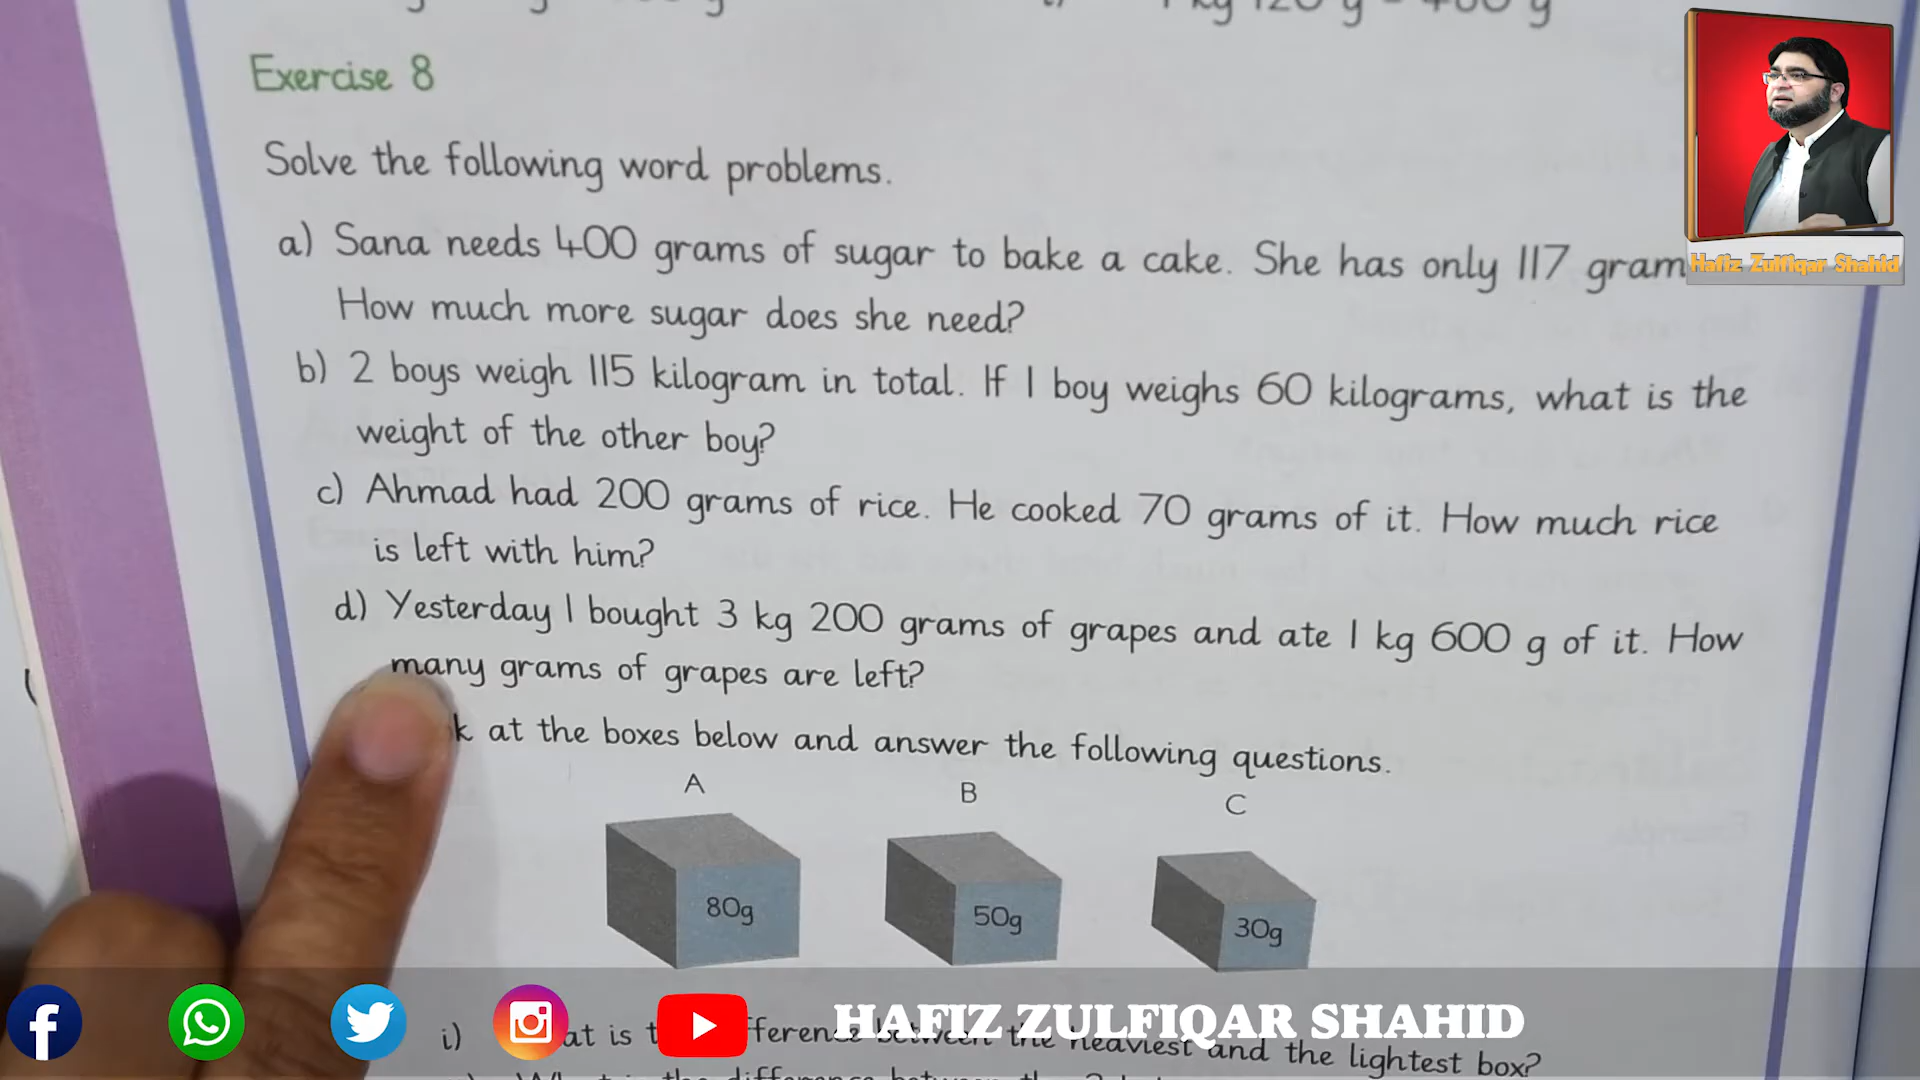 Exercise 8
Solve the following word problems.
a) Sana needs 400 grams of sugar to bake a cake. She has only 117 gram
How much more sugar does she need?
b) 2 boys weigh 115 kilogram in total. If 1 boy weighs 60 kilograms, what is the
weight of the other boy?
c) Ahmad had 200 grams of rice. He cooked 70 grams of it. How much rice
is left with him?
d) Yesterday I bought 3 kg 200 grams of grapes and ate 1 kg 600 g of it. How
many grams of grapes are left?
at the boxes below and answer the following questions.
A B C
80g 50g 30g
i) is the heaviest and the lightest box?
Hafiz Zulfiqar Shahid
HAFIZ ZULFIQAR SHAHID